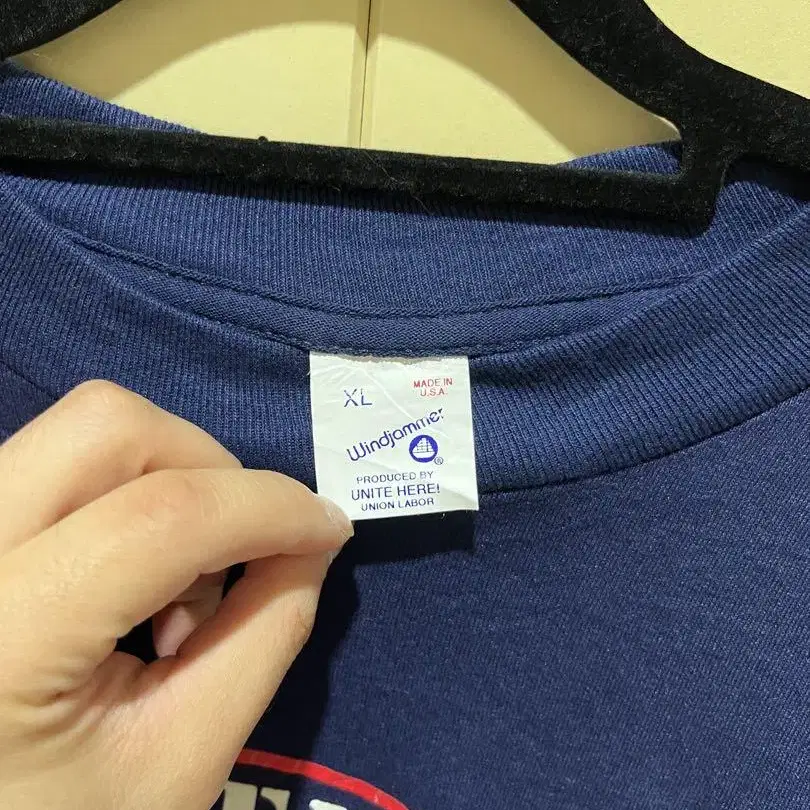 XL
MADE IN
U.S.A.
Windjammer
®
PRODUCED BY
UNITE HERE!
UNION LABOR